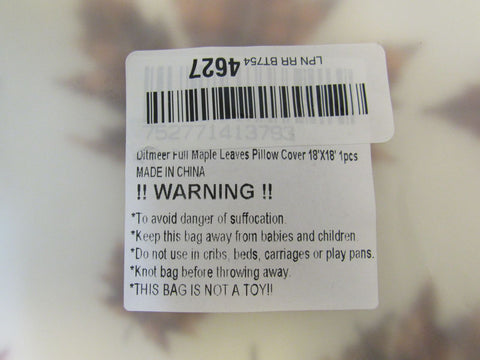 LPN RR BT754 4627
752771413793
Ditmeer Full Maple Leaves Pillow Cover 18'X18' 1pcs
MADE IN CHINA
!! WARNING !!
*To avoid danger of suffocation.
*Keep this bag away from babies and children.
*Do not use in cribs, beds, carriages or play pans.
*Knot bag before throwing away.
*THIS BAG IS NOT A TOY!!